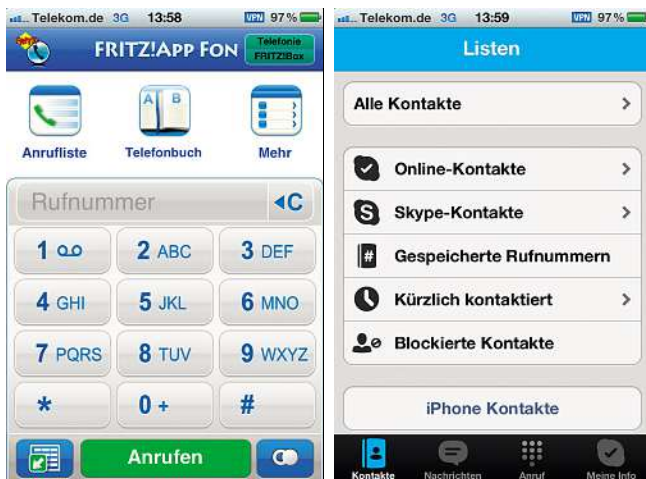 Telekom.de 3G 13:58 VPN 97%
FRITZ!App Fon
Telefonie
FRITZ!Box
A B
Anrufliste Telefonbuch Mehr
Rufnummer C
1 2 ABC 3 DEF
4 GHI 5 JKL 6 MNO
7 PQRS 8 TUV 9 WXYZ
* 0 + #
Anrufen
Telekom.de 3G 13:59 VPN 97%
Listen
Alle Kontakte
Online-Kontakte
S Skype-Kontakte
# Gespeicherte Rufnummern
Kürzlich kontaktiert
Blockierte Kontakte
iPhone Kontakte
Kontakte Nachrichten Anruf Meine Info